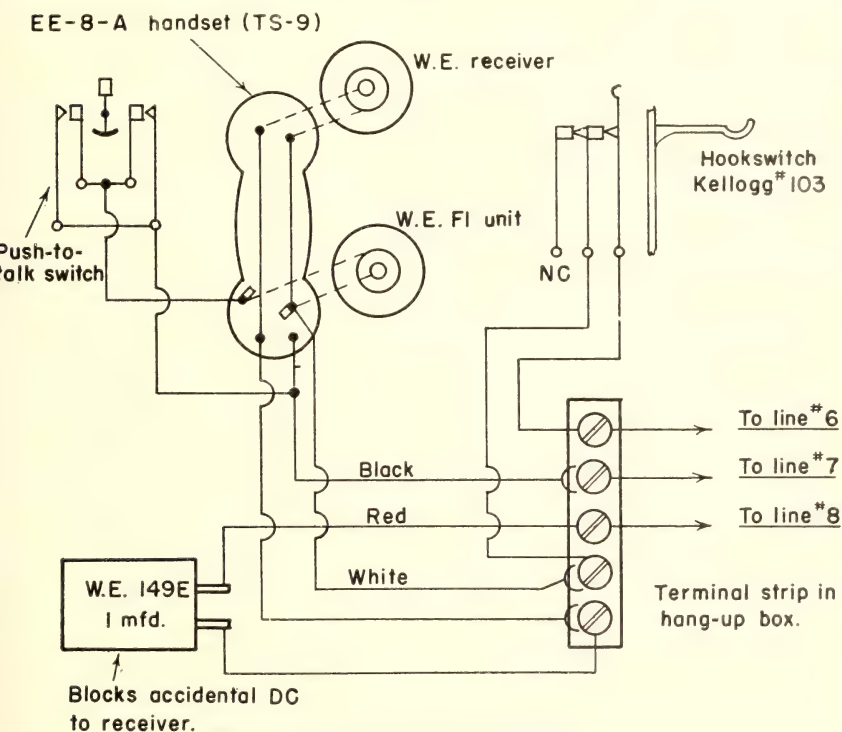 EE-8-A handset (TS-9)
W.E. receiver
Hookswitch
Kellogg #103
W.E. F1 unit
Push-to-
talk switch
NC
To line #6
Black
To line #7
Red
To line #8
White
W.E. 149E
1 mfd.
Terminal strip in
hang-up box.
Blocks accidental DC
to receiver.